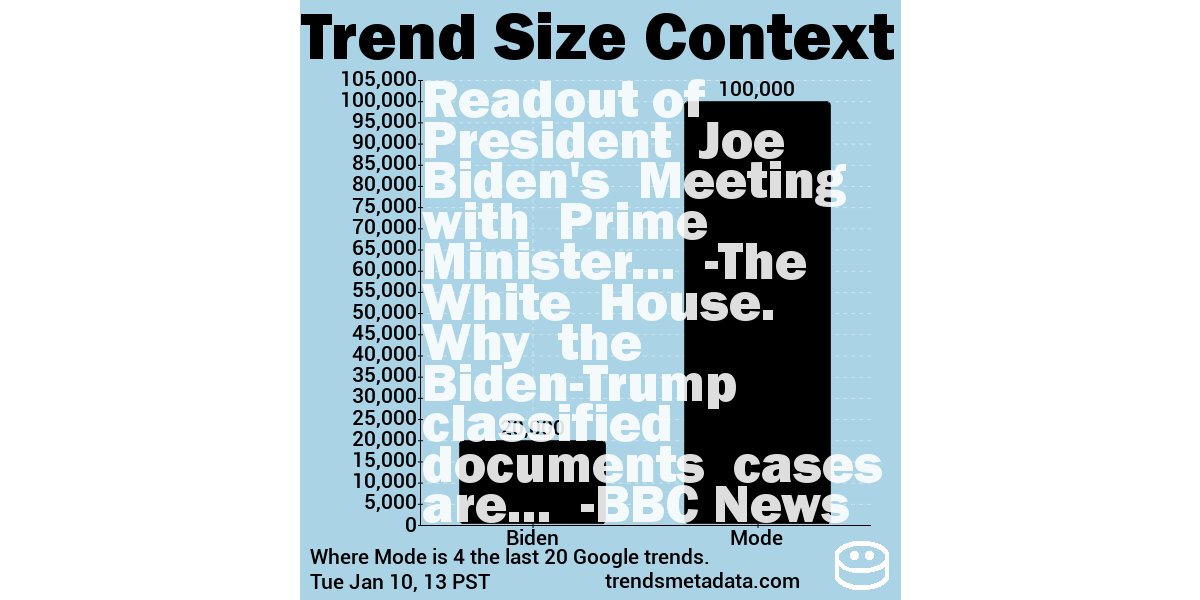 Trend Size Context
105,000
100,000
95,000
90,000
85,000
80,000
75,000
70,000
65,000
60,000
55,000
50,000
45,000
40,000
35,000
30,000
25,000
20,000
15,000
10,000
5,000
0
100,000
20,000
Readout of
President Joe
Biden's Meeting
with Prime
Minister... -The
White House.
Why the
Biden-Trump
classified
documents cases
are... -BBC News
Biden Mode
Where Mode is 4 the last 20 Google trends.
Tue Jan 10, 13 PST trendsmetadata.com